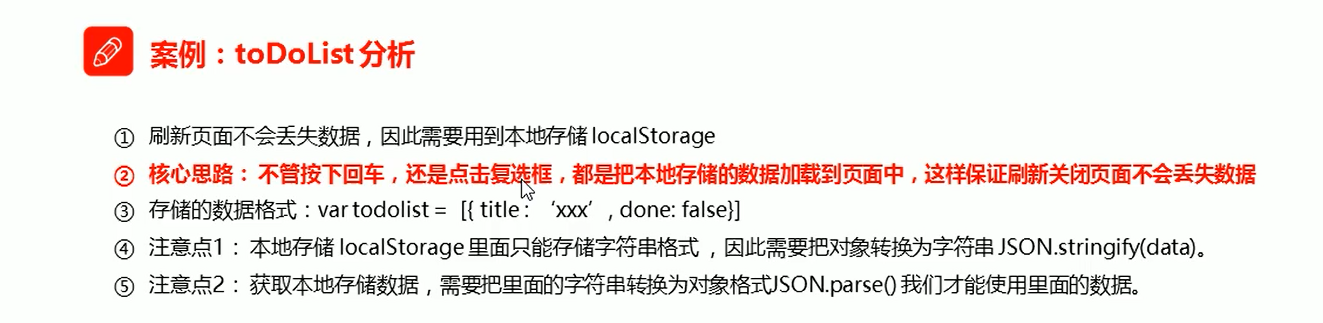 案例：toDoList 分析
① 刷新页面不会丢失数据，因此需要用到本地存储 localStorage
② 核心思路： 不管按下回车，还是点击复选框，都是把本地存储的数据加载到页面中，这样保证刷新关闭页面不会丢失数据
③ 存储的数据格式：var todolist = [{ title : ‘xxx’ , done: false}]
④ 注意点1： 本地存储 localStorage 里面只能存储字符串格式 ，因此需要把对象转换为字符串 JSON.stringify(data)。
⑤ 注意点2： 获取本地存储数据，需要把里面的字符串转换为对象格式JSON.parse() 我们才能使用里面的数据。